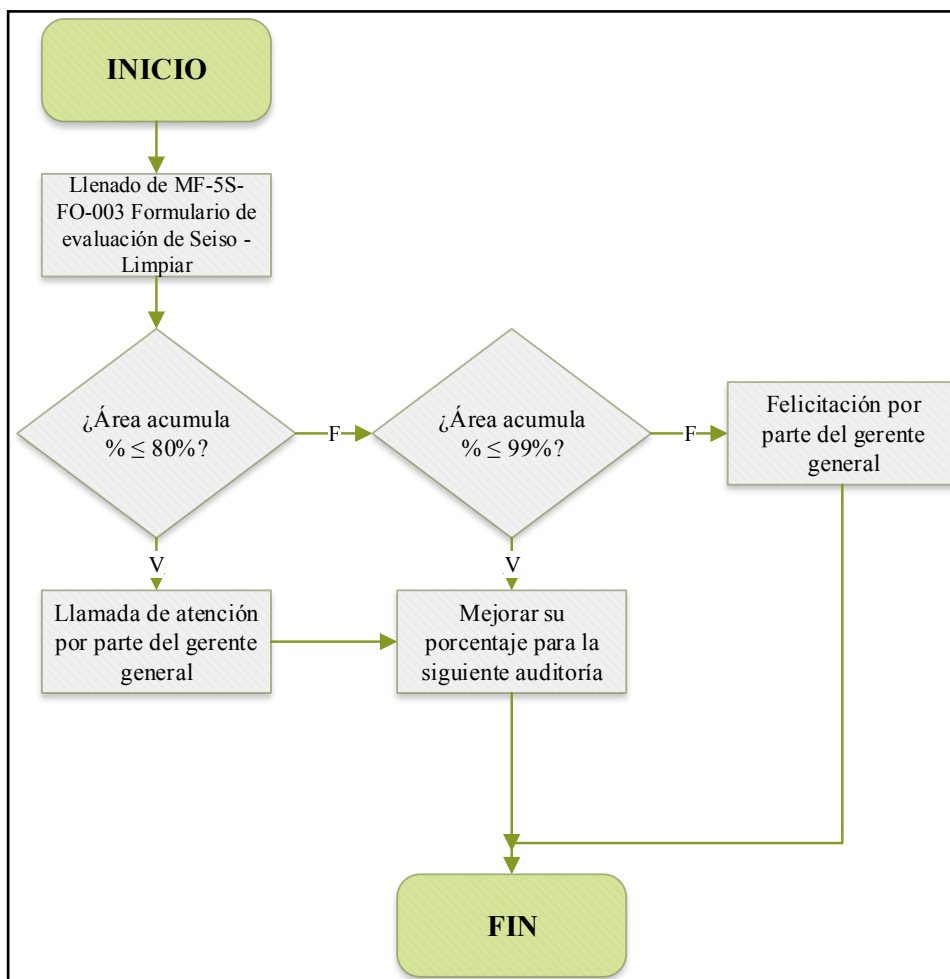 INICIO
Llenado de MF-5S-
FO-003 Formulario de
evaluación de Seiso -
Limpiar
¿Área acumula
% ≤ 80%?
F
¿Área acumula
% ≤ 99%?
F
Felicitación por
parte del gerente
general
V
V
Llamada de atención
por parte del gerente
general
Mejorar su
porcentaje para la
siguiente auditoría
FIN